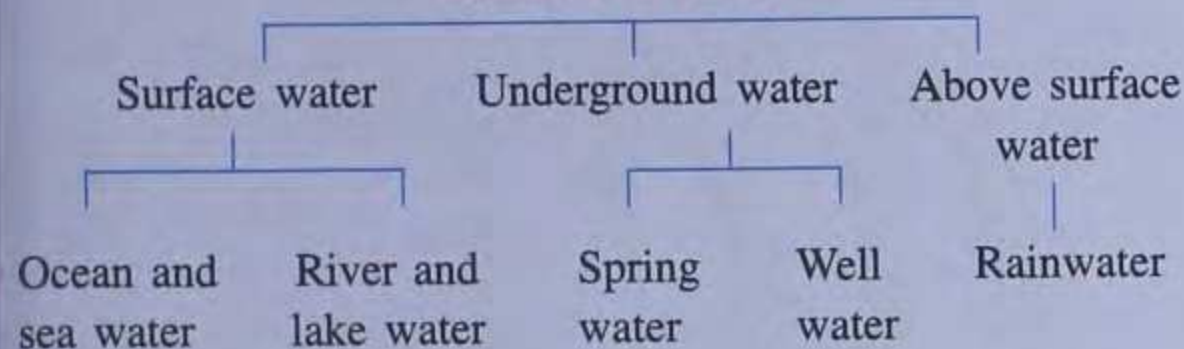 Surface water Underground water Above surface
water
Ocean and River and Spring Well Rainwater
sea water lake water water water